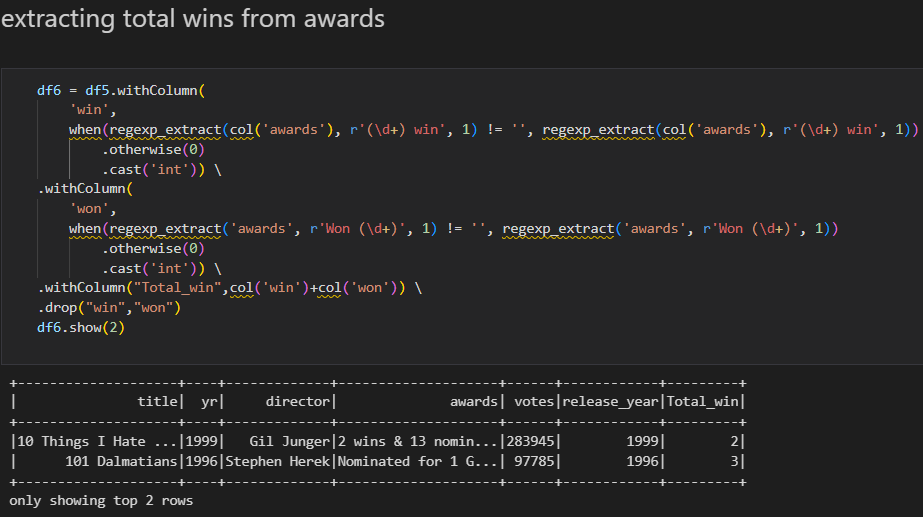 extracting total wins from awards
df6 = df5.withColumn(
'win',
when(regexp_extract(col('awards'), r'(\d+) win', 1) != '', regexp_extract(col('awards'), r'(\d+) win', 1))
.otherwise(0)
.cast('int')) \
.withColumn(
'won',
when(regexp_extract('awards', r'Won (\d+)', 1) != '', regexp_extract('awards', r'Won (\d+)', 1))
.otherwise(0)
.cast('int')) \
.withColumn("Total_win",col('win')+col('won')) \
.drop("win","won")
df6.show(2)
+--------------------+----+-------------+--------------------+------+------------+---------+
|               title|  yr|     director|              awards| votes|release_year|Total_win|
+--------------------+----+-------------+--------------------+------+------------+---------+
|10 Things I Hate ...|1999|   Gil Junger|2 wins & 13 nomin...|283945|        1999|        2|
|      101 Dalmatians|1996|Stephen Herek|Nominated for 1 G...| 97785|        1996|        3|
+--------------------+----+-------------+--------------------+------+------------+---------+
only showing top 2 rows